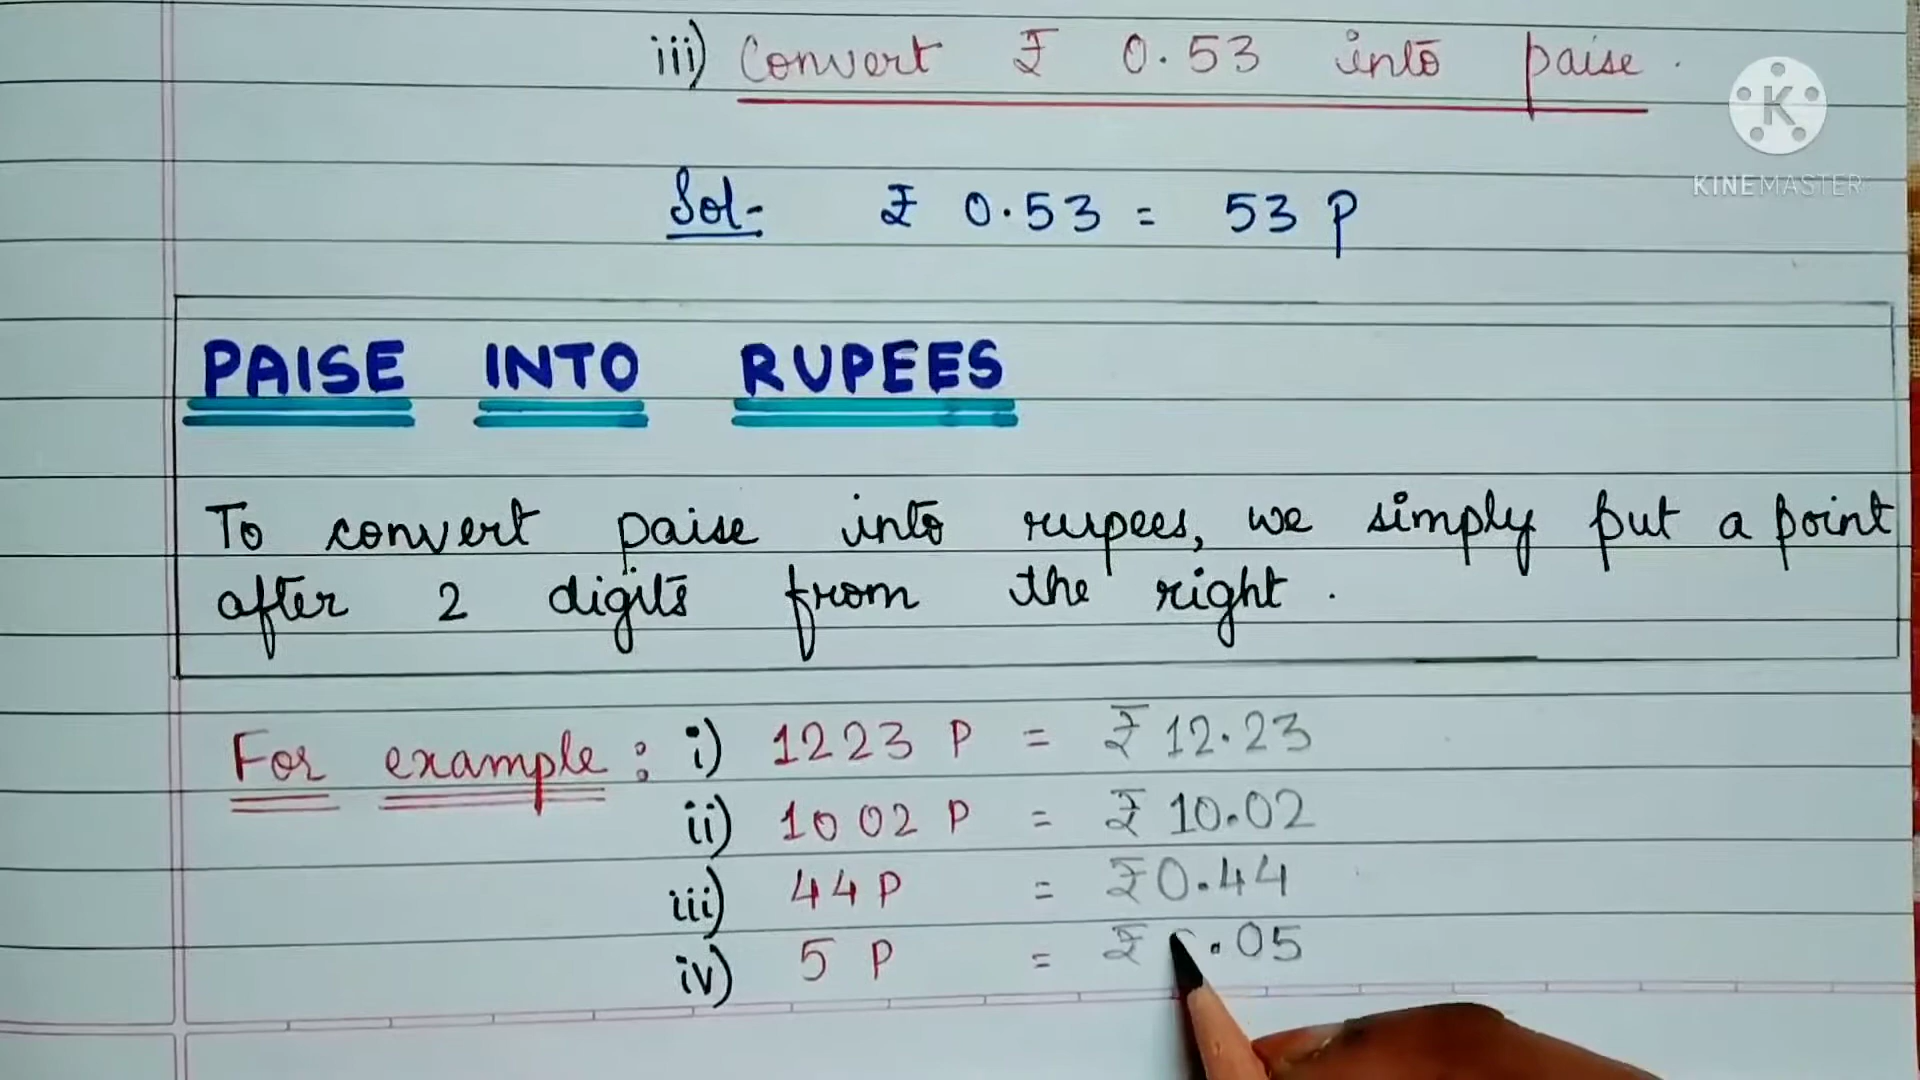 iii) Convert ₹ 0.53 into paise.
KINEMASTER
Sol- ₹ 0.53 = 53 P
PAISE INTO RUPEES
To convert paise into rupees, we simply put a point
after 2 digits from the right.
For example: i) 1223 P = ₹ 12.23
ii) 1002 P = ₹ 10.02
iii) 44 P = ₹ 0.44
iv) 5 P = ₹ .05